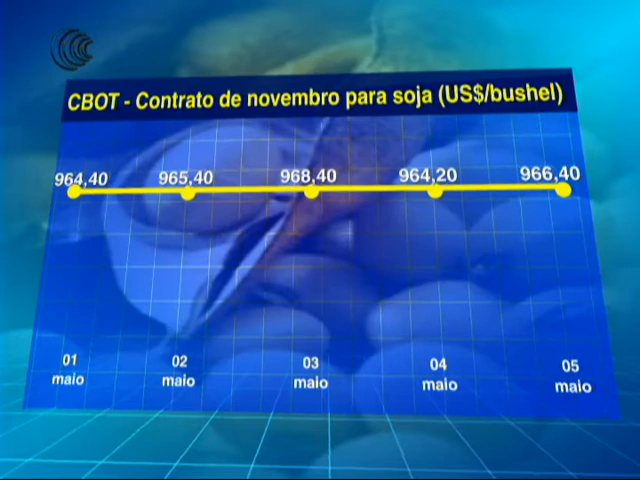 CBOT - Contrato de novembro para soja (US$/bushel)
964,40 965,40 968,40 964,20 966,40
01 02 03 04 05
maio maio maio maio maio